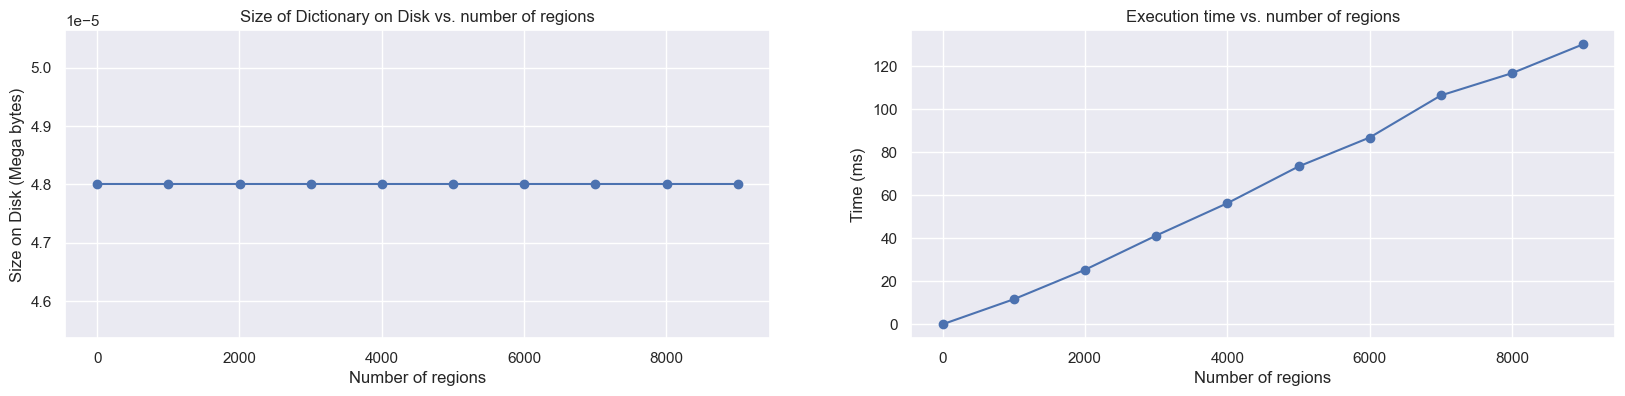 Size of Dictionary on Disk vs. number of regions
1e−5
5.0
4.9
4.8
4.7
4.6
Size on Disk (Mega bytes)
0 2000 4000 6000 8000
Number of regions
Execution time vs. number of regions
120
100
80
60
40
20
0
Time (ms)
0 2000 4000 6000 8000
Number of regions